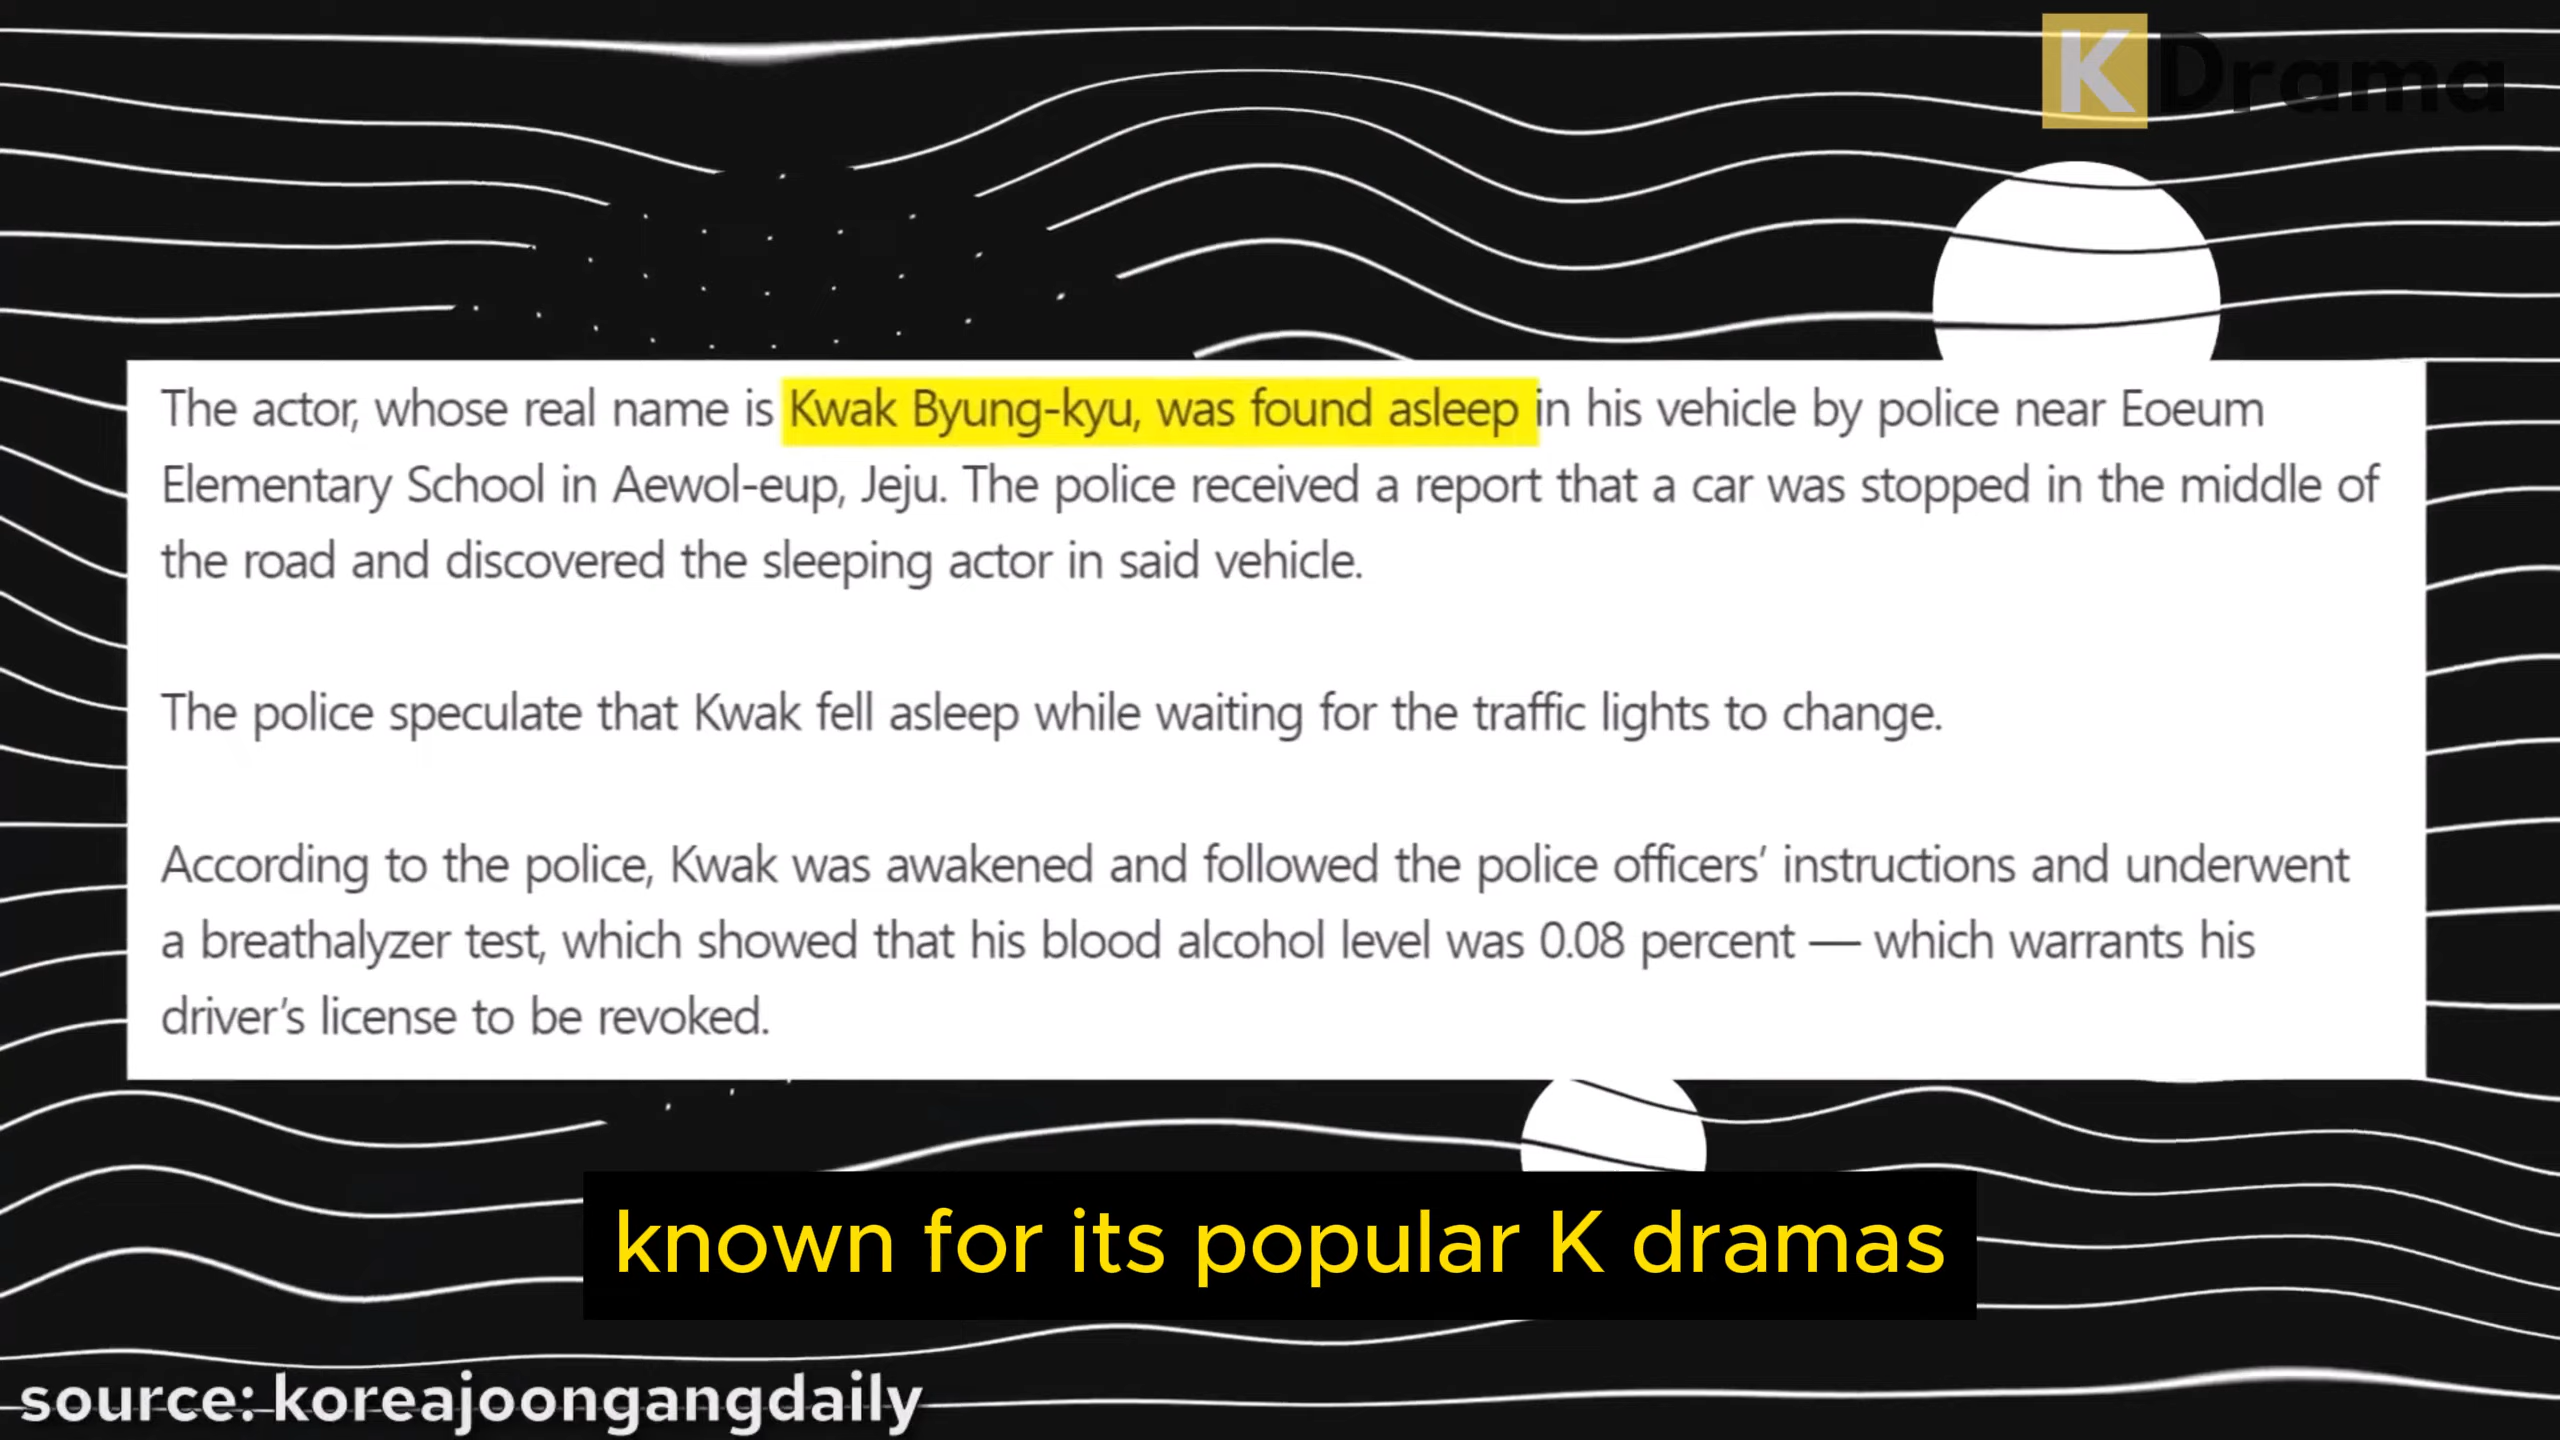 K Drama
The actor, whose real name is Kwak Byung-kyu, was found asleep in his vehicle by police near Eoeum
Elementary School in Aewol-eup, Jeju. The police received a report that a car was stopped in the middle of
the road and discovered the sleeping actor in said vehicle.
The police speculate that Kwak fell asleep while waiting for the traffic lights to change.
According to the police, Kwak was awakened and followed the police officers’ instructions and underwent
a breathalyzer test, which showed that his blood alcohol level was 0.08 percent — which warrants his
driver’s license to be revoked.
known for its popular K dramas
source: koreajoongangdaily